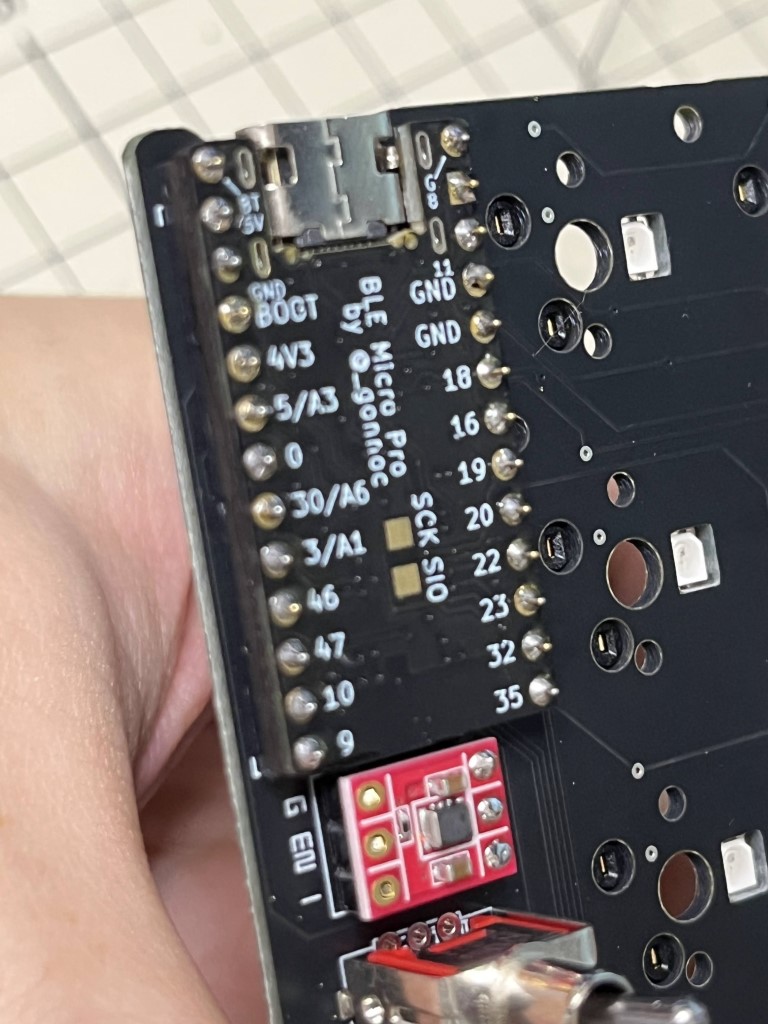 BT
5V
GND
BOOT
4V3
5/A3
0
30/A6
3/A1
46
47
10
9
BLE Micro Pro
by @_gonnoc
SCK SIO
G
8
11
GND
GND
18
16
19
20
22
23
32
35
G EN I